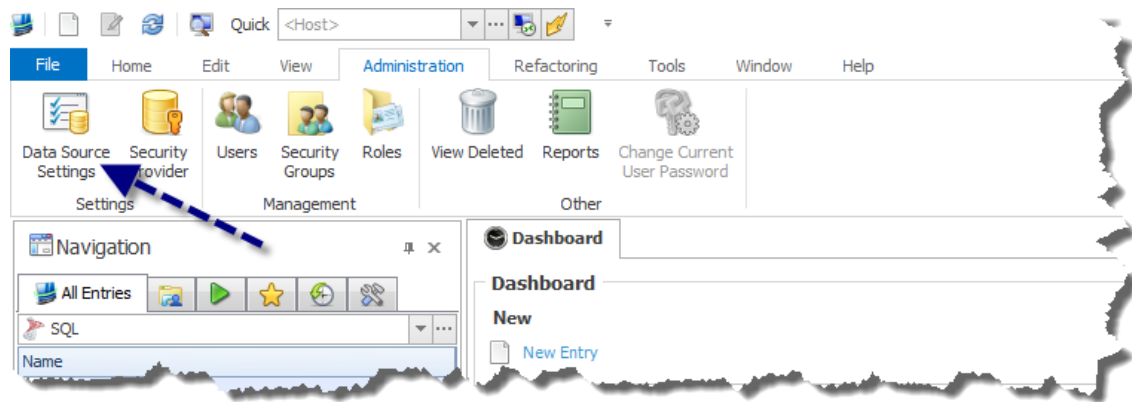 Quick <Host>
File Home Edit View Administration Refactoring Tools Window Help
Data Source Security Users Security Roles View Deleted Reports Change Current
Settings rovider Groups User Password
Settings Management Other
Navigation
Dashboard
All Entries
Dashboard
SQL
New
Name
New Entry